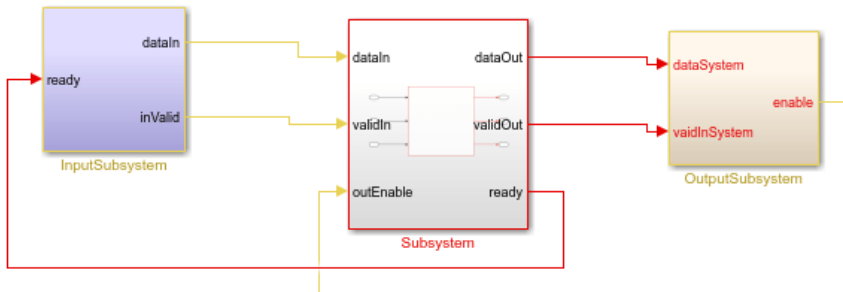 dataIn
ready
inValid
InputSubsystem
dataIn
dataOut
validIn
validOut
outEnable
ready
Subsystem
dataSystem
enable
vaidInSystem
OutputSubsystem